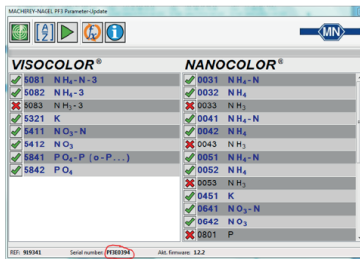 MACHEREY-NAGEL PF3 Parameter-Update
MN
VISOCOLOR®
5081 NH₄-N-3
5082 NH₄-3
5083 NH₃-3
5321 K
5411 NO₃-N
5412 NO₃
5841 PO₄-P (o-P...)
5842 PO₄
NANOCOLOR®
0031 NH₄-N
0032 NH₄
0033 NH₃
0041 NH₄-N
0042 NH₄
0043 NH₃
0051 NH₄-N
0052 NH₄
0053 NH₃
0451 K
0641 NO₃-N
0642 NO₃
0801 P
REF: 919341 Serial number: PF3E0394 Akt. firmware: 1.2.2